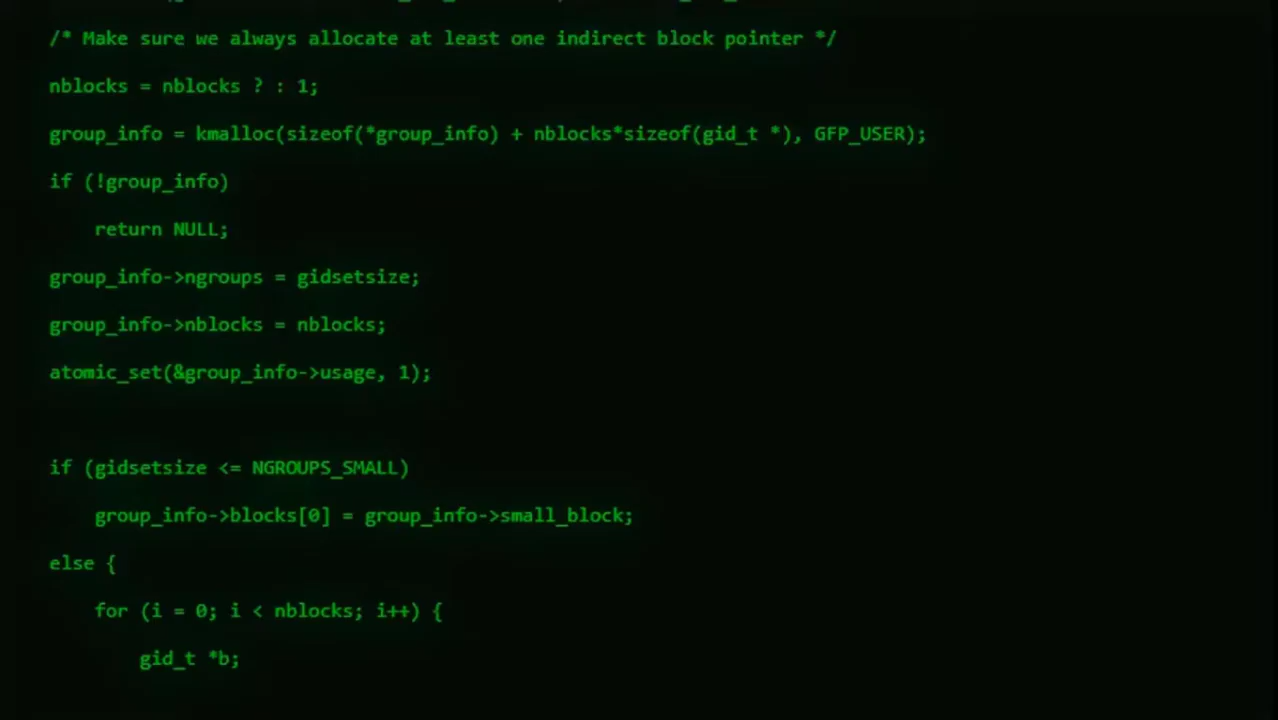 /* Make sure we always allocate at least one indirect block pointer */
nblocks = nblocks ? : 1;
group_info = kmalloc(sizeof(*group_info) + nblocks*sizeof(gid_t *), GFP_USER);
if (!group_info)
return NULL;
group_info->ngroups = gidsetsize;
group_info->nblocks = nblocks;
atomic_set(&group_info->usage, 1);
if (gidsetsize <= NGROUPS_SMALL)
group_info->blocks[0] = group_info->small_block;
else {
for (i = 0; i < nblocks; i++) {
gid_t *b;